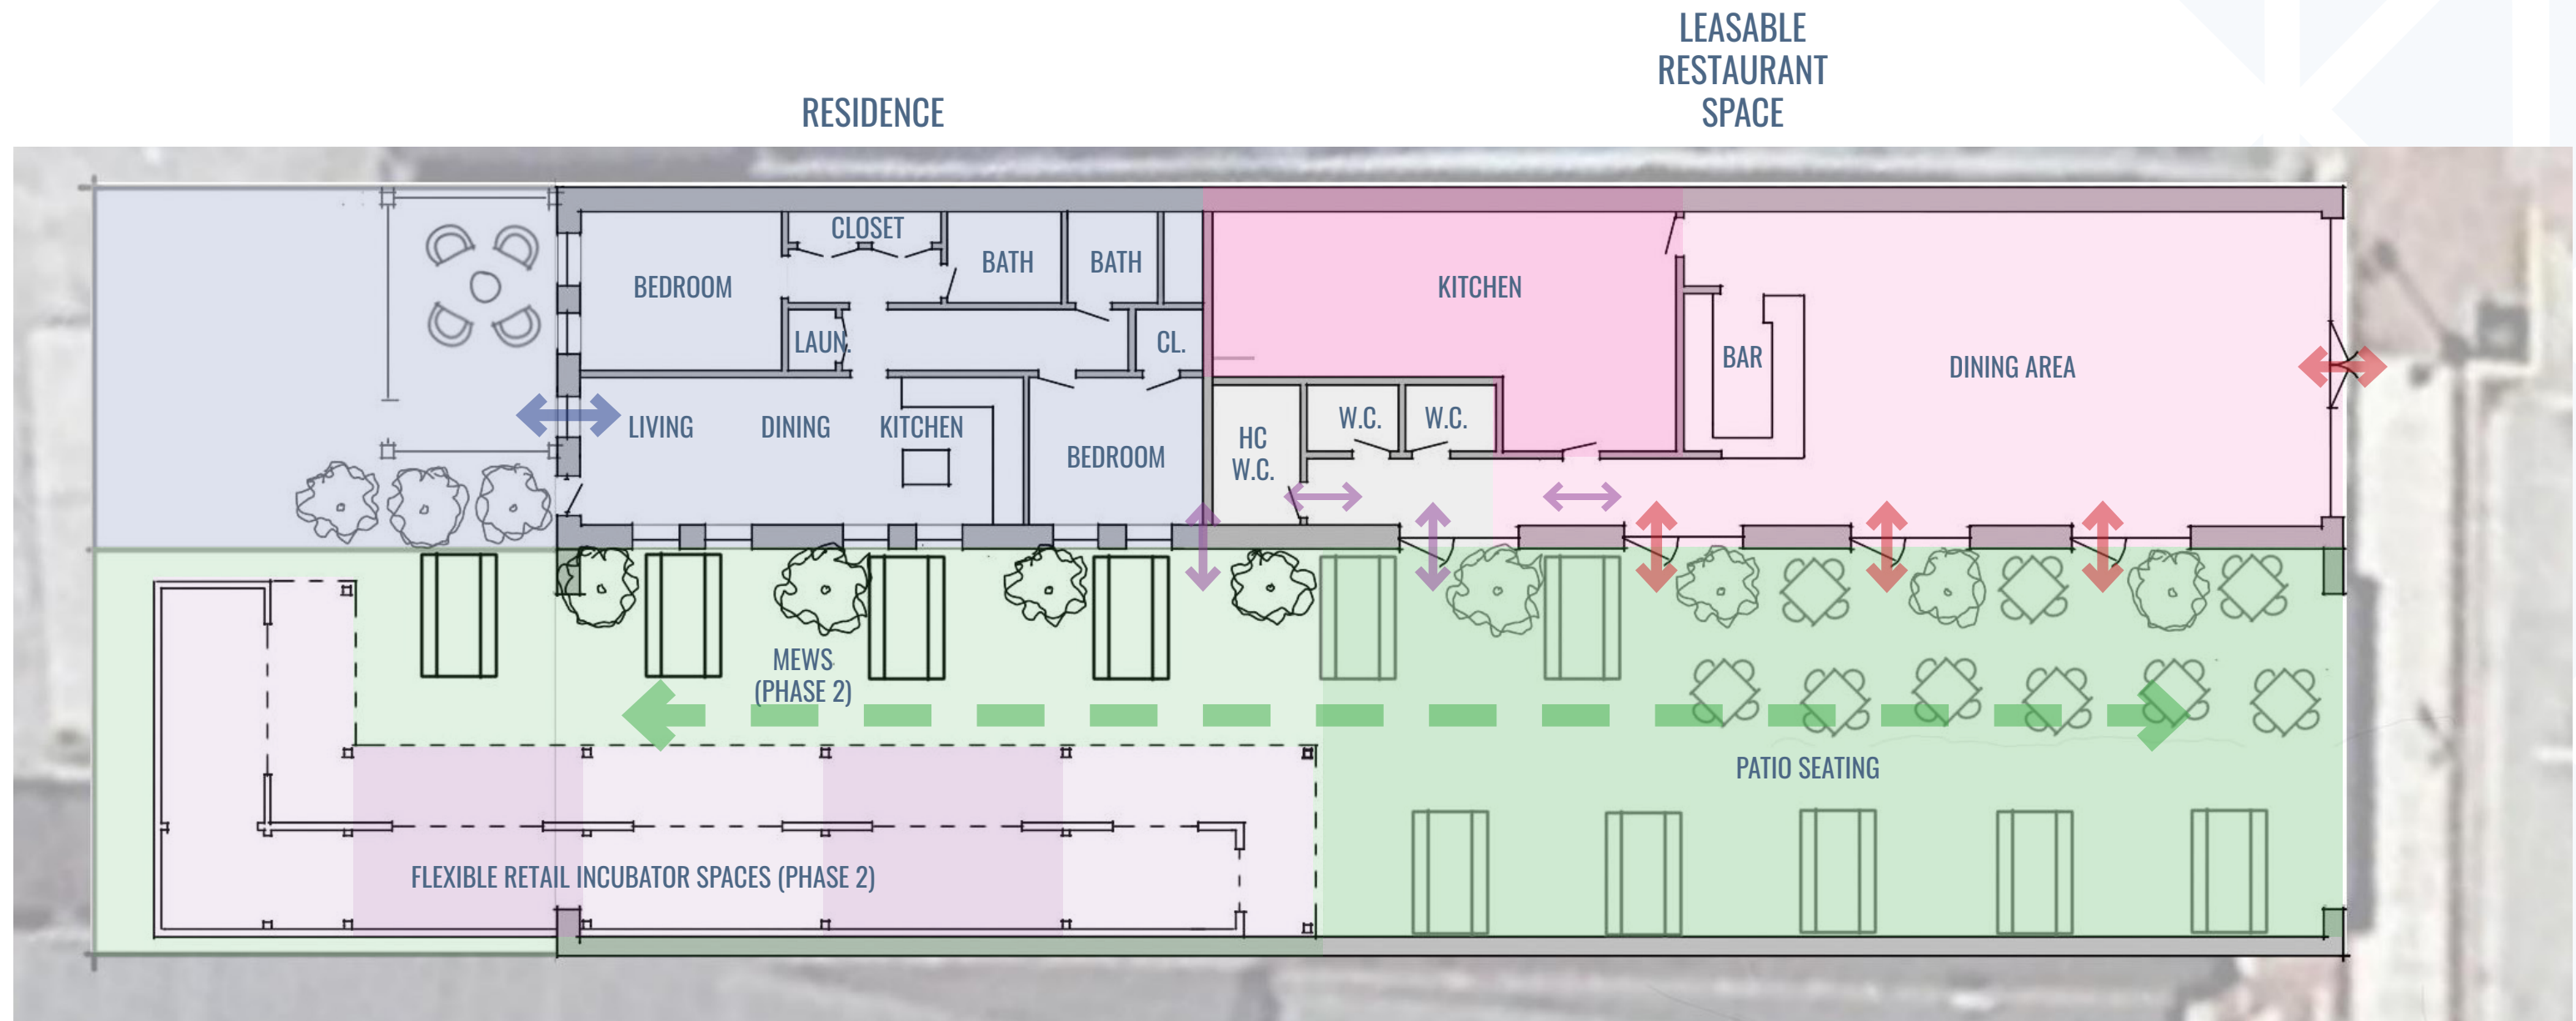 LEASABLE
RESTAURANT
SPACE
RESIDENCE
CLOSET
BEDROOM
BATH
BATH
KITCHEN
LAUN.
CL.
BAR
DINING AREA
LIVING
DINING
KITCHEN
BEDROOM
HC
W.C.
W.C.
W.C.
MEWS
(PHASE 2)
PATIO SEATING
FLEXIBLE RETAIL INCUBATOR SPACES (PHASE 2)